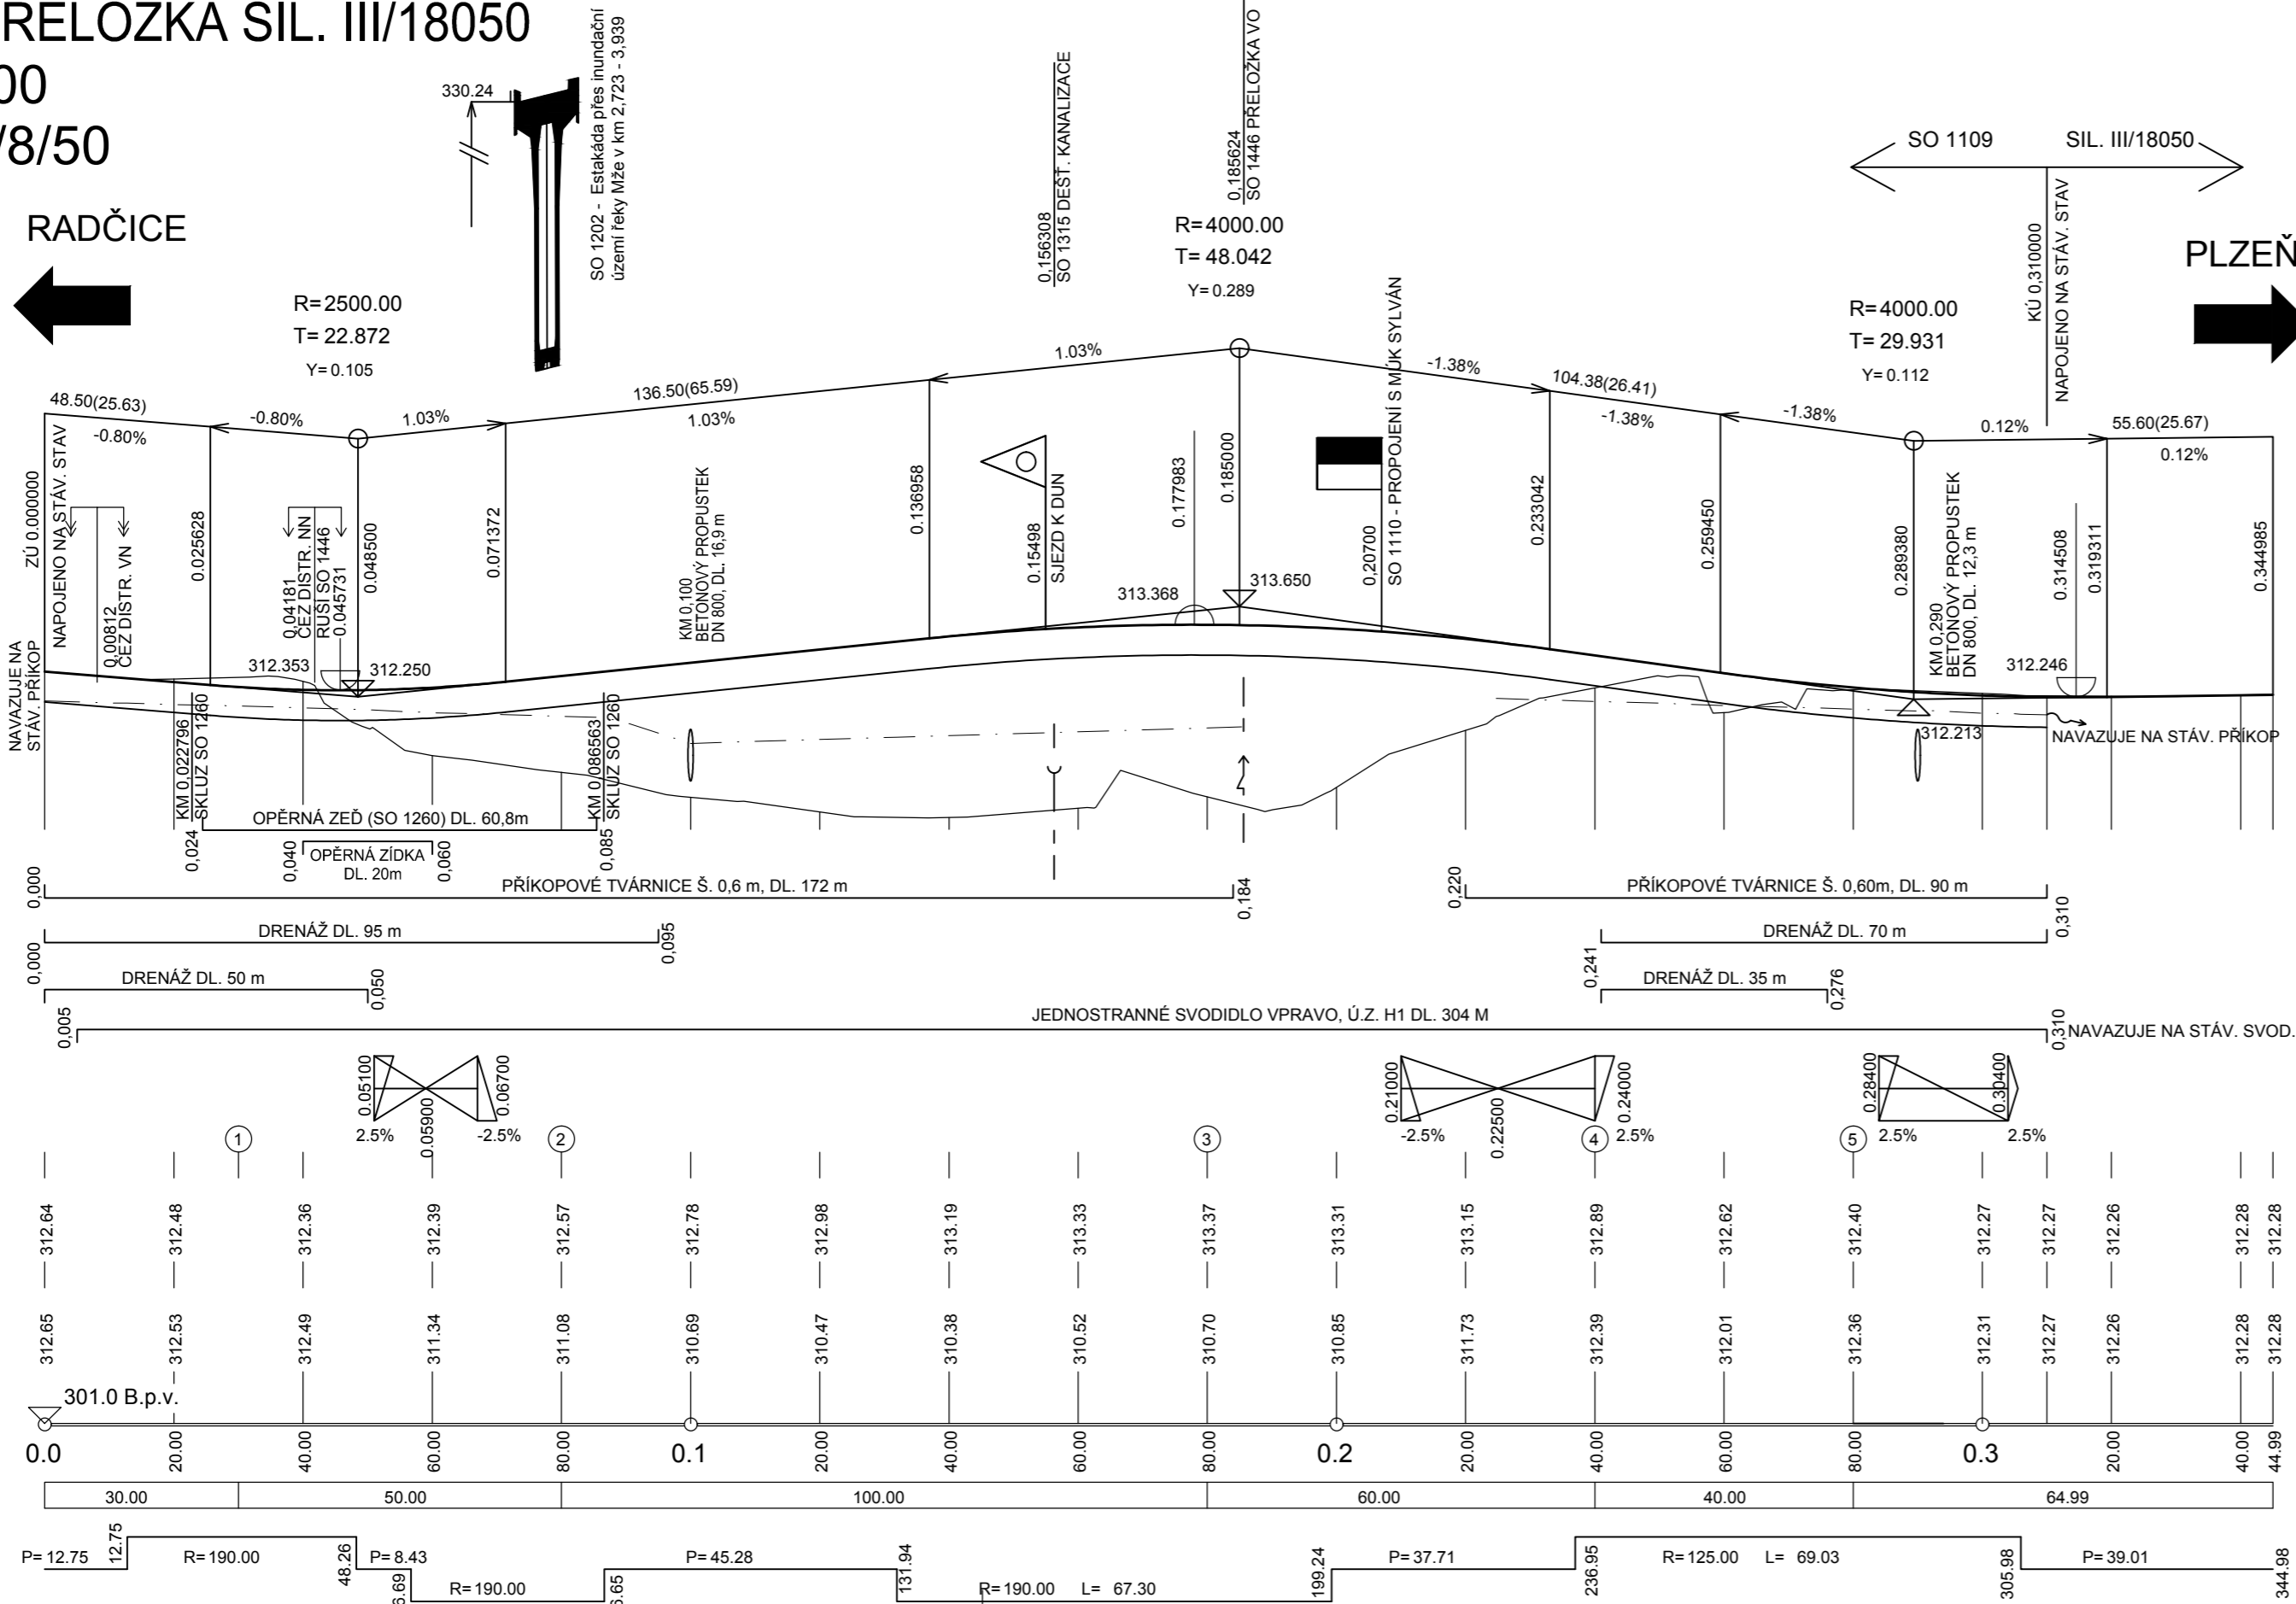 RELOZKA SIL. III/18050
00
/8/50
RADČICE
330.24
SO 1202 - Estakáda přes inundační
území řeky Mže v km 2,723 - 3,939
0,156308
SO 1315 DEŠŤ. KANALIZACE
0,185624
SO 1446 PŘELOŽKA VO
SO 1109
SIL. III/18050
PLZEŇ
KÚ 0,310000
NAPOJENO NA STÁV. STAV
R=2500.00
T= 22.872
Y= 0.105
R=4000.00
T= 48.042
Y= 0.289
R=4000.00
T= 29.931
Y= 0.112
48.50(25.63)
-0.80%
-0.80%
1.03%
136.50(65.59)
1.03%
1.03%
-1.38%
104.38(26.41)
-1.38%
-1.38%
0.12%
55.60(25.67)
0.12%
ZÚ 0.000000
NAPOJENO NA STÁV. STAV
NAVAZUJE NA
STÁV. PŘÍKOP
0,00812
ČEZ DISTR. VN
0.025628
0,04181
ČEZ DISTR. NN
RUŠÍ SO 1446
0.045731
0.048500
0.071372
KM 0,100
BETONOVÝ PROPUSTEK
DN 800, DL. 16,9 m
0.136958
0.15498
SJEZD K DUN
0.177983
0.185000
0,20700
SO 1110 - PROPOJENÍ S MÚK SYLVÁN
0.233042
0.259450
0.289380
KM 0,290
BETONOVÝ PROPUSTEK
DN 800, DL. 12,3 m
0.314508
0.319311
0.344985
312.353
312.250
313.368
313.650
312.246
312.213
NAVAZUJE NA STÁV. PŘÍKOP
KM 0,022796
SKLUZ SO 1260
KM 0,086563
SKLUZ SO 1260
OPĚRNÁ ZEĎ (SO 1260) DL. 60,8m
0,024
0,085
OPĚRNÁ ZÍDKA
DL. 20m
0,040
0,060
0,000
PŘÍKOPOVÉ TVÁRNICE Š. 0,6 m, DL. 172 m
0,184
0,220
PŘÍKOPOVÉ TVÁRNICE Š. 0,60m, DL. 90 m
0,310
0,000
DRENÁŽ DL. 95 m
0,095
0,241
DRENÁŽ DL. 70 m
DRENÁŽ DL. 50 m
0,050
DRENÁŽ DL. 35 m
0,276
0,005
JEDNOSTRANNÉ SVODIDLO VPRAVO, Ú.Z. H1 DL. 304 M
0,310
NAVAZUJE NA STÁV. SVOD.
0.05100
0.05900
0.06700
2.5%
-2.5%
0.21000
0.22500
0.24000
-2.5%
2.5%
0.28400
0.30400
2.5%
2.5%
1 2 3 4 5
312.64 312.48 312.36 312.39 312.57 312.78 312.98 313.19 313.33 313.37 313.31 313.15 312.89 312.62 312.40 312.27 312.27 312.26 312.28 312.28
312.65 312.53 312.49 311.34 311.08 310.69 310.47 310.38 310.52 310.70 310.85 311.73 312.39 312.01 312.36 312.31 312.27 312.26 312.28 312.28
301.0 B.p.v.
0.0 20.00 40.00 60.00 80.00 0.1 20.00 40.00 60.00 80.00 0.2 20.00 40.00 60.00 80.00 0.3 20.00 40.00 44.99
30.00 50.00 100.00 60.00 40.00 64.99
P= 12.75
12.75
R= 190.00
48.26
P= 8.43
R= 190.00
P= 45.28
131.94
R= 190.00 L= 67.30
199.24
P= 37.71
236.95
R= 125.00 L= 69.03
305.98
P= 39.01
344.98